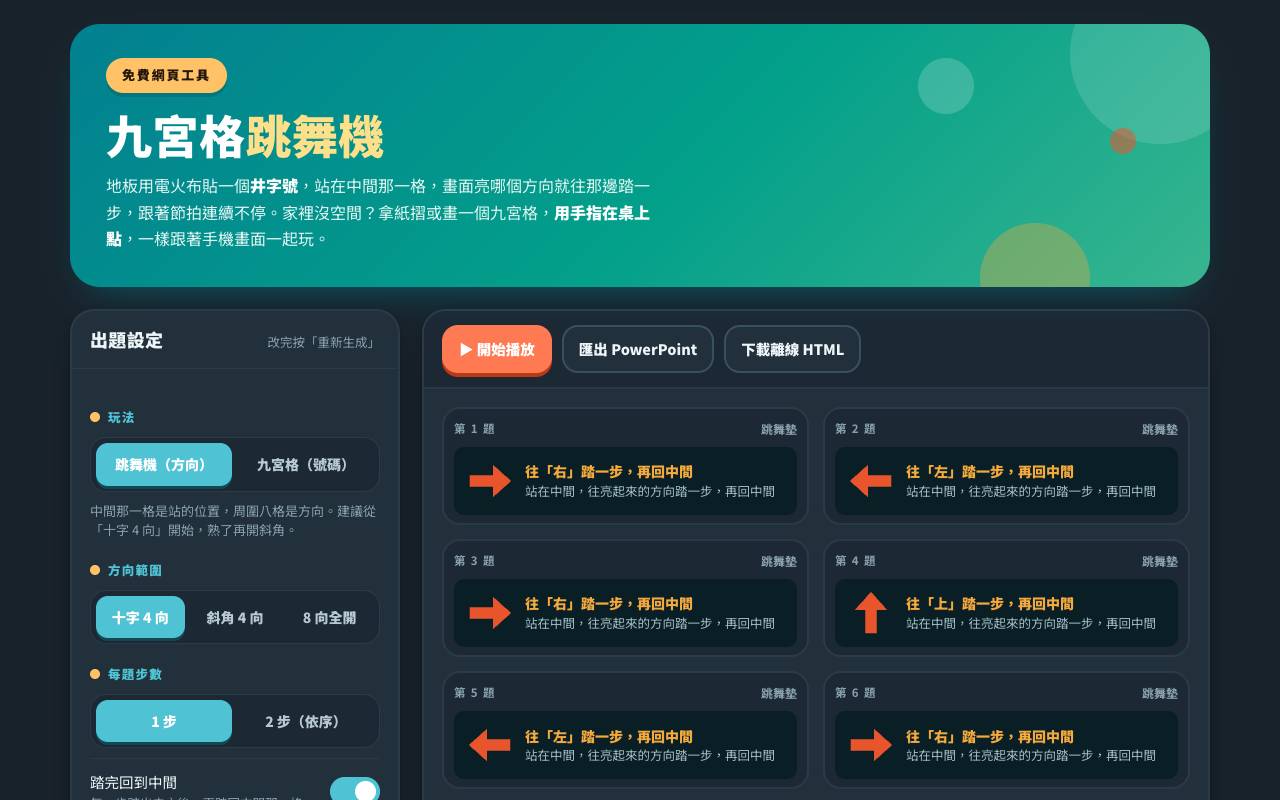 免費網頁工具
九宮格跳舞機
地板用電火布貼一個井字號，站在中間那一格，畫面亮哪個方向就往那邊踏一
步，跟著節拍連續不停。家裡沒空間？拿紙摺或畫一個九宮格，用手指在桌上
點，一樣跟著手機畫面一起玩。
出題設定
改完按「重新生成」
玩法
跳舞機（方向）
九宮格（號碼）
中間那一格是站的位置，周圍八格是方向。建議從
「十字 4 向」開始，熟了再開斜角。
方向範圍
十字 4 向
斜角 4 向
8 向全開
每題步數
1 步
2 步（依序）
踏完回到中間
▶ 開始播放
匯出 PowerPoint
下載離線 HTML
第 1 題
跳舞墊
往「右」踏一步，再回中間
站在中間，往亮起來的方向踏一步，再回中間
第 2 題
跳舞墊
往「左」踏一步，再回中間
站在中間，往亮起來的方向踏一步，再回中間
第 3 題
跳舞墊
往「右」踏一步，再回中間
站在中間，往亮起來的方向踏一步，再回中間
第 4 題
跳舞墊
往「上」踏一步，再回中間
站在中間，往亮起來的方向踏一步，再回中間
第 5 題
跳舞墊
往「左」踏一步，再回中間
站在中間，往亮起來的方向踏一步，再回中間
第 6 題
跳舞墊
往「右」踏一步，再回中間
站在中間，往亮起來的方向踏一步，再回中間